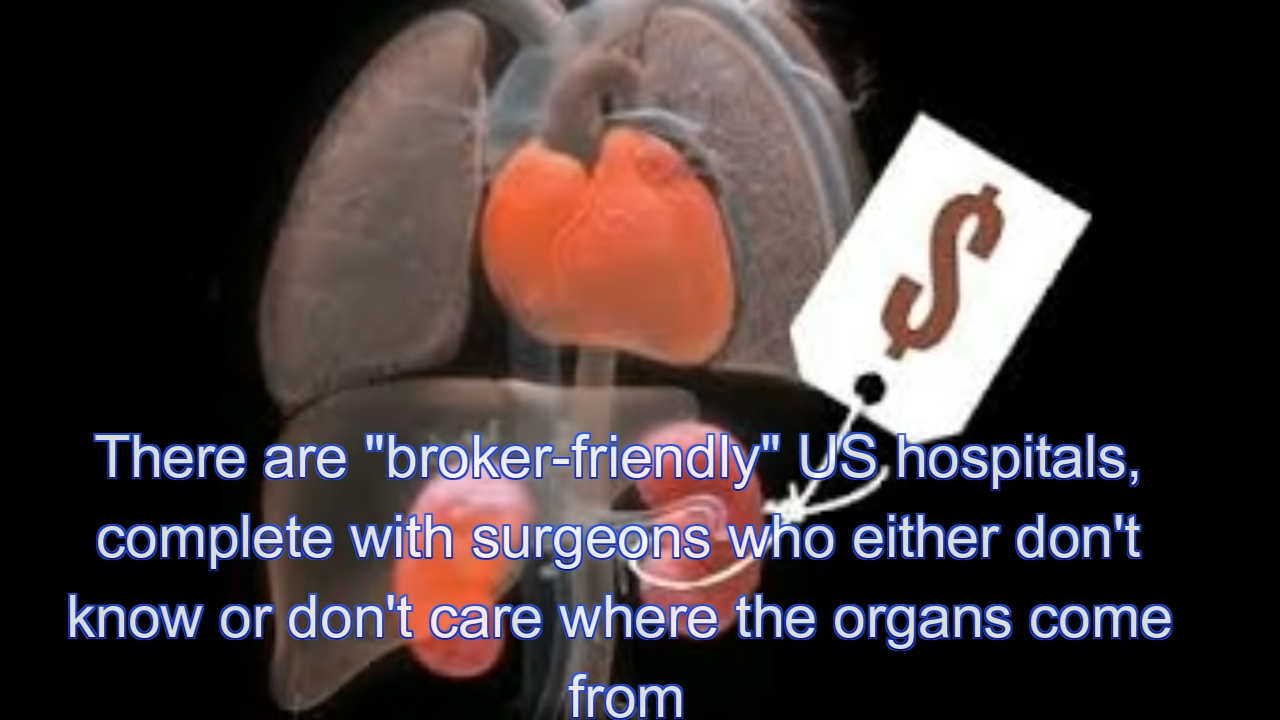 $
There are "broker-friendly" US hospitals,
complete with surgeons who either don't
know or don't care where the organs come
from